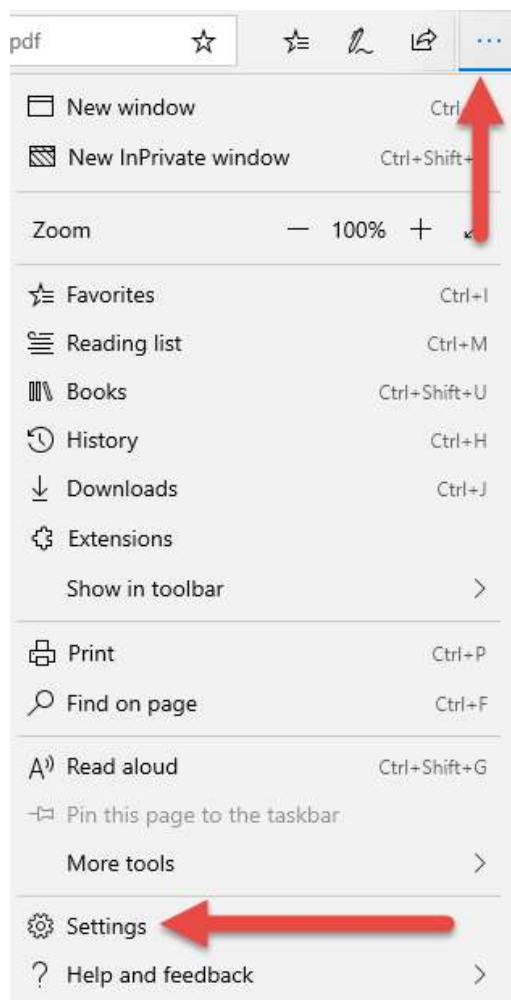 pdf
New window Ctrl
New InPrivate window Ctrl+Shift+
Zoom — 100% +
Favorites Ctrl+I
Reading list Ctrl+M
Books Ctrl+Shift+U
History Ctrl+H
Downloads Ctrl+J
Extensions
Show in toolbar
Print Ctrl+P
Find on page Ctrl+F
Read aloud Ctrl+Shift+G
Pin this page to the taskbar
More tools
Settings
Help and feedback